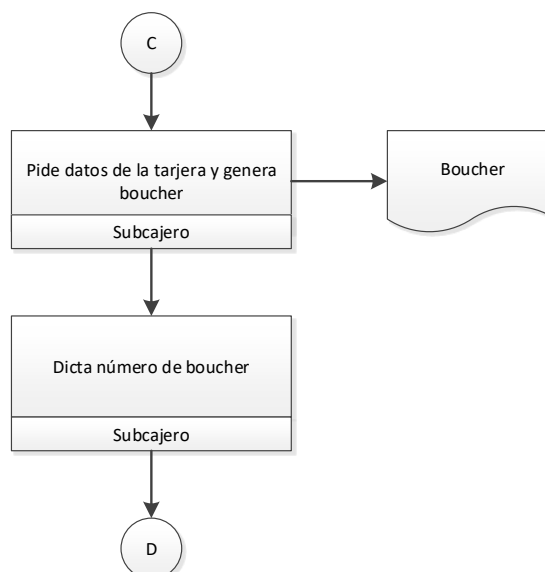 C
Pide datos de la tarjera y genera
boucher
Subcajero
Boucher
Dicta número de boucher
Subcajero
D